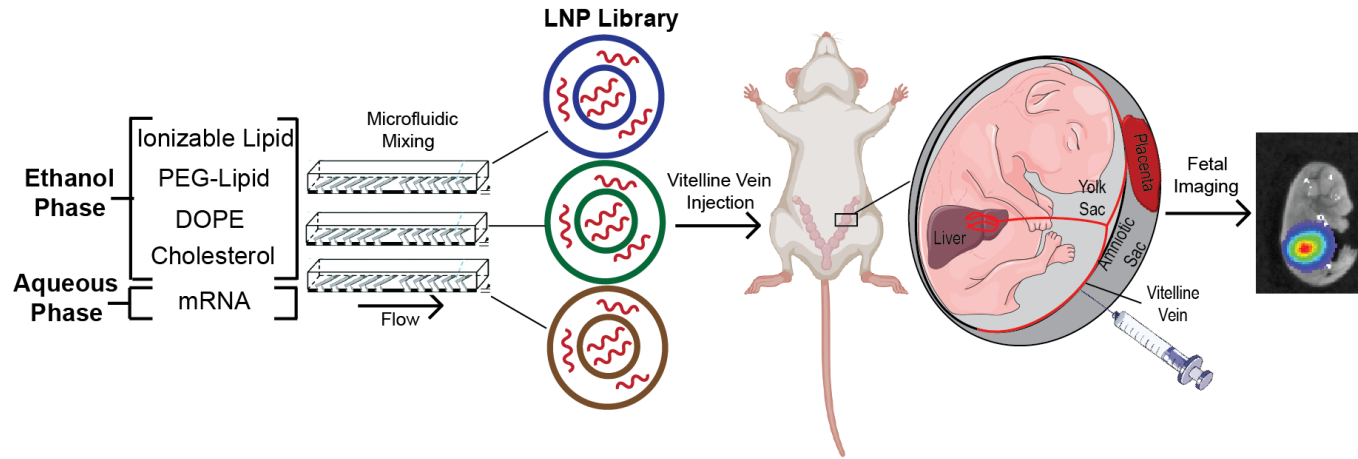 LNP Library
Ethanol
Phase
Ionizable Lipid
PEG-Lipid
DOPE
Cholesterol
Aqueous
Phase
mRNA
Microfluidic
Mixing
Flow
Vitelline Vein
Injection
Liver
Yolk
Sac
Amniotic
Sac
Placenta
Vitelline
Vein
Fetal
Imaging